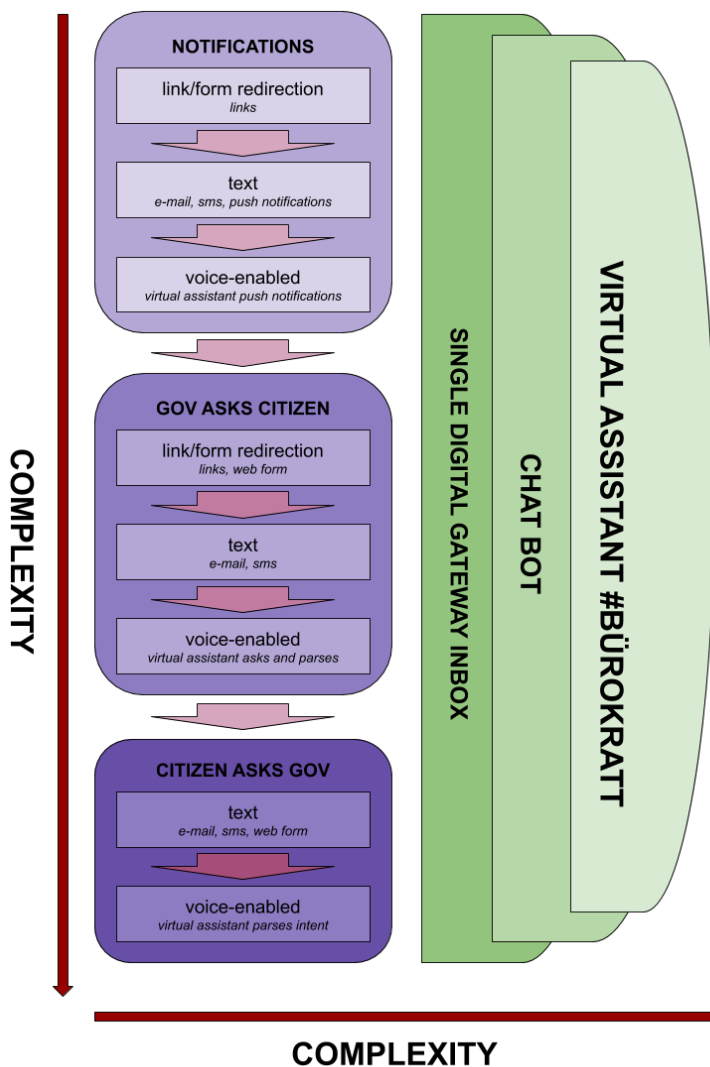 NOTIFICATIONS
link/form redirection
links
text
e-mail, sms, push notifications
voice-enabled
virtual assistant push notifications
GOV ASKS CITIZEN
link/form redirection
links, web form
text
e-mail, sms
voice-enabled
virtual assistant asks and parses
CITIZEN ASKS GOV
text
e-mail, sms, web form
voice-enabled
virtual assistant parses intent
SINGLE DIGITAL GATEWAY INBOX
CHAT BOT
VIRTUAL ASSISTANT #BÜROKRATT
COMPLEXITY
COMPLEXITY